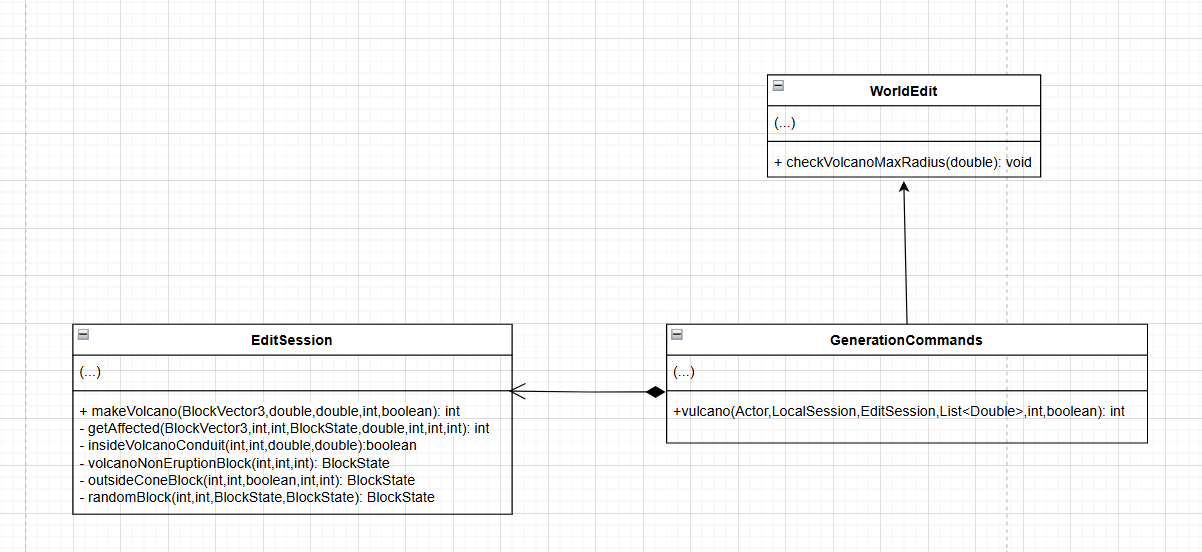 WorldEdit
(...)
+ checkVolcanoMaxRadius(double): void
EditSession
(...)
+ makeVolcano(BlockVector3,double,double,int,boolean): int
- getAffected(BlockVector3,int,int,BlockState,double,int,int,int): int
- insideVolcanoConduit(int,int,double,double):boolean
- volcanoNonEruptionBlock(int,int,int): BlockState
- outsideConeBlock(int,int,boolean,int,int): BlockState
- randomBlock(int,int,BlockState,BlockState): BlockState
GenerationCommands
(...)
+vulcano(Actor,LocalSession,EditSession,List<Double>,int,boolean): int